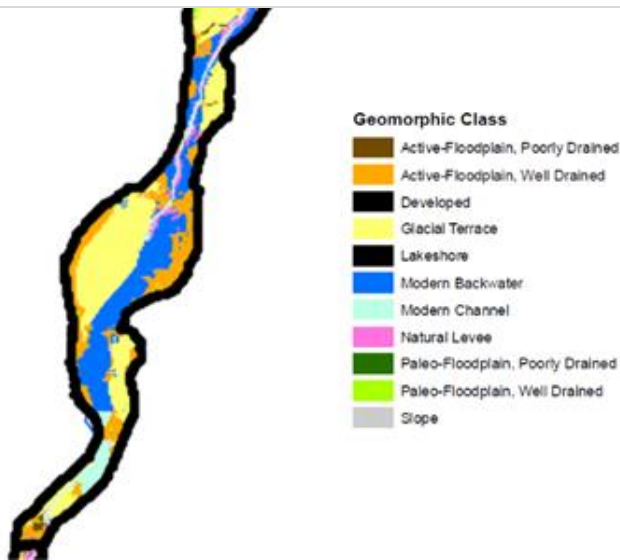 Geomorphic Class
Active-Floodplain, Poorly Drained
Active-Floodplain, Well Drained
Developed
Glacial Terrace
Lakeshore
Modern Backwater
Modern Channel
Natural Levee
Paleo-Floodplain, Poorly Drained
Paleo-Floodplain, Well Drained
Slope